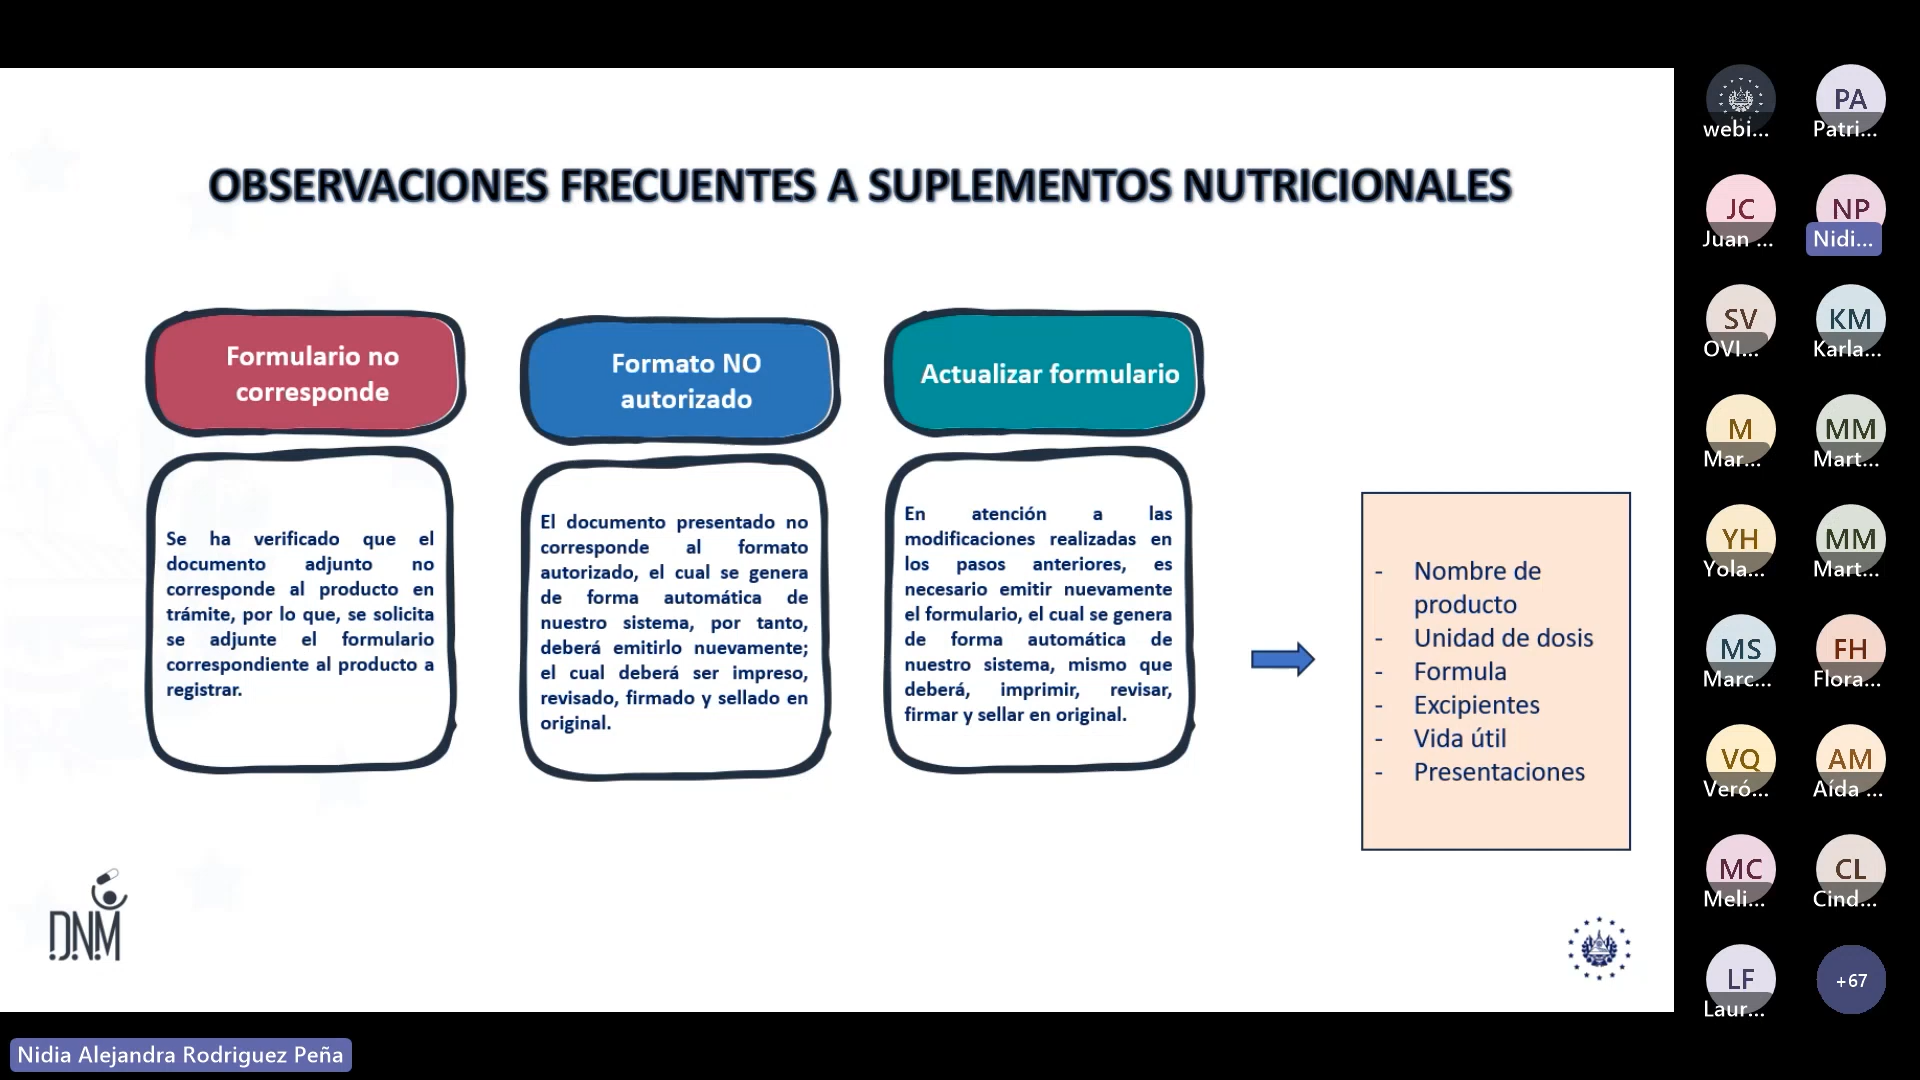 OBSERVACIONES FRECUENTES A SUPLEMENTOS NUTRICIONALES
Formulario no
corresponde
Se ha verificado que el
documento adjunto no
corresponde al producto en
trámite, por lo que, se solicita
se adjunte el formulario
correspondiente al producto a
registrar.
Formato NO
autorizado
El documento presentado no
corresponde al formato
autorizado, el cual se genera
de forma automática de
nuestro sistema, por tanto,
deberá emitirlo nuevamente;
el cual deberá ser impreso,
revisado, firmado y sellado en
original.
Actualizar formulario
En atención a las
modificaciones realizadas en
los pasos anteriores, es
necesario emitir nuevamente
el formulario, el cual se genera
de forma automática de
nuestro sistema, mismo que
deberá, imprimir, revisar,
firmar y sellar en original.
- Nombre de
producto
- Unidad de dosis
- Formula
- Excipientes
- Vida útil
- Presentaciones
DNM
webi...
PA
Patri...
JC
Juan ...
NP
Nidi...
SV
OVI...
KM
Karla...
M
Mar...
MM
Mart...
YH
Yola...
MM
Mart...
MS
Marc...
FH
Flora...
VQ
Veró...
AM
Aída ...
MC
Meli...
CL
Cind...
LF
Laur...
+67
Nidia Alejandra Rodriguez Peña